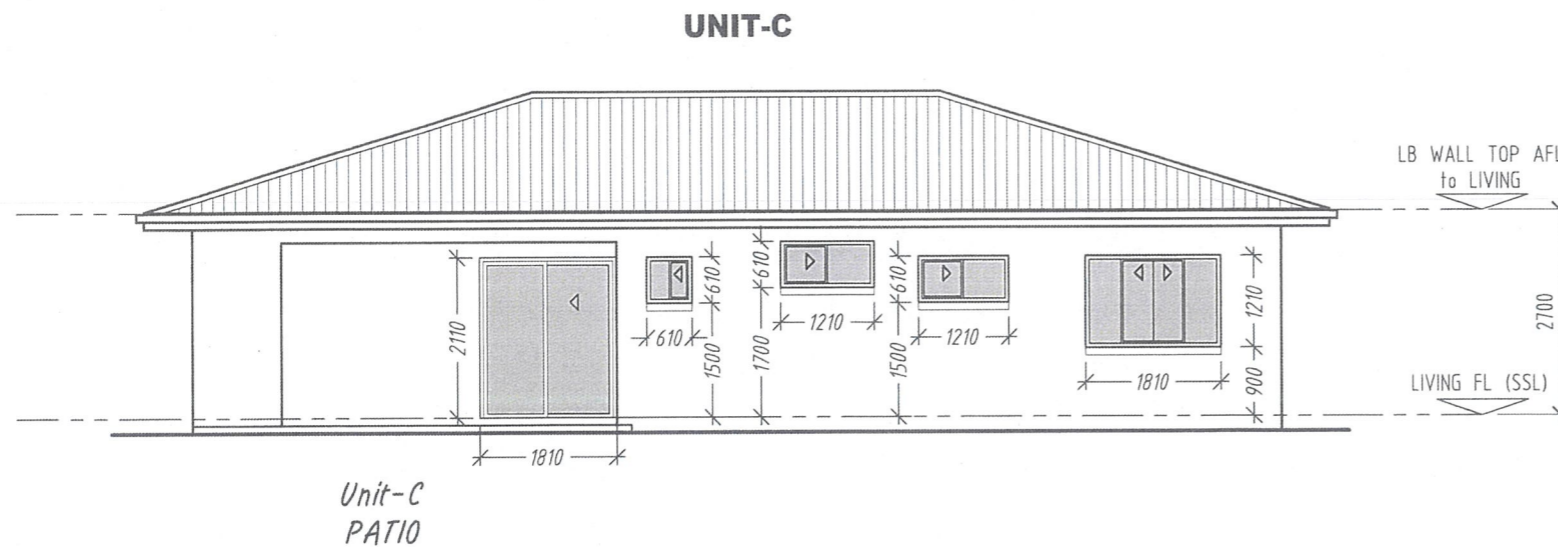 UNIT-C
LB WALL TOP AFL
to LIVING
2110
610
610
1500
610
1700
1210
610
1500
1210
1210
900
1810
2700
LIVING FL (SSL)
1810
Unit-C
PATIO